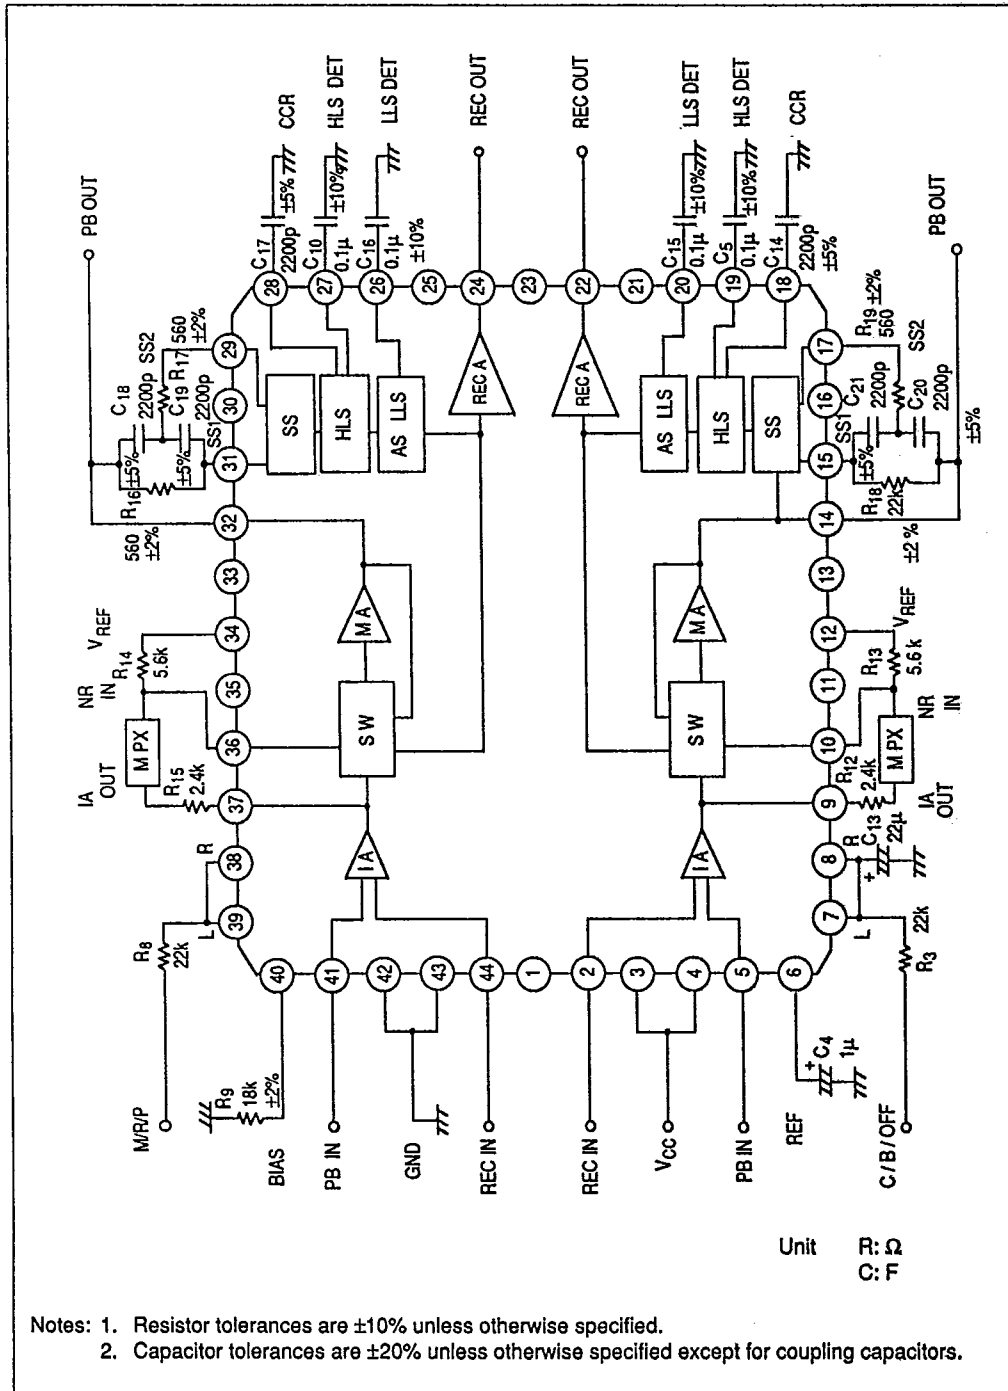 PB OUT
CCR
HLS DET
LLS DET
REC OUT
REC OUT
LLS DET
HLS DET
CCR
PB OUT
C17
2200p
±5%
C10
0.1µ
±10%
C16
0.1µ
±10%
C15
0.1µ
±10%
C5
0.1µ
±10%
C14
2200p
±5%
28
27
26
25
24
23
22
21
20
19
18
C18
2200p
C19
2200p
R17
560
±2%
SS2
SS1
±5%
±5%
R16
560
±2%
29
30
31
32
33
34
35
36
37
38
39
SS
HLS
AS LLS
REC A
REC A
AS LLS
HLS
SS
17
16
15
14
13
12
11
10
9
8
7
R19
±2%
560
SS2
SS1
C21
2200p
C20
2200p
±5%
±5%
R18
22k
±2 %
VREF
R14
5.6k
NR
IN
MPX
IA
OUT
R15
2.4k
MA
SW
IA
MA
SW
IA
VREF
R13
5.6k
NR
IN
MPX
IA
OUT
R12
2.4k
C13
22µ
+
R
L
R8
22k
R
L
22k
R3
40
41
42
43
44
1
2
3
4
5
6
M/R/P
R9
18k
±2%
BIAS
PB IN
GND
REC IN
REC IN
VCC
PB IN
REF
+
C4
1µ
C / B / OFF
Unit R: Ω
C: F
Notes: 1. Resistor tolerances are ±10% unless otherwise specified.
2. Capacitor tolerances are ±20% unless otherwise specified except for coupling capacitors.